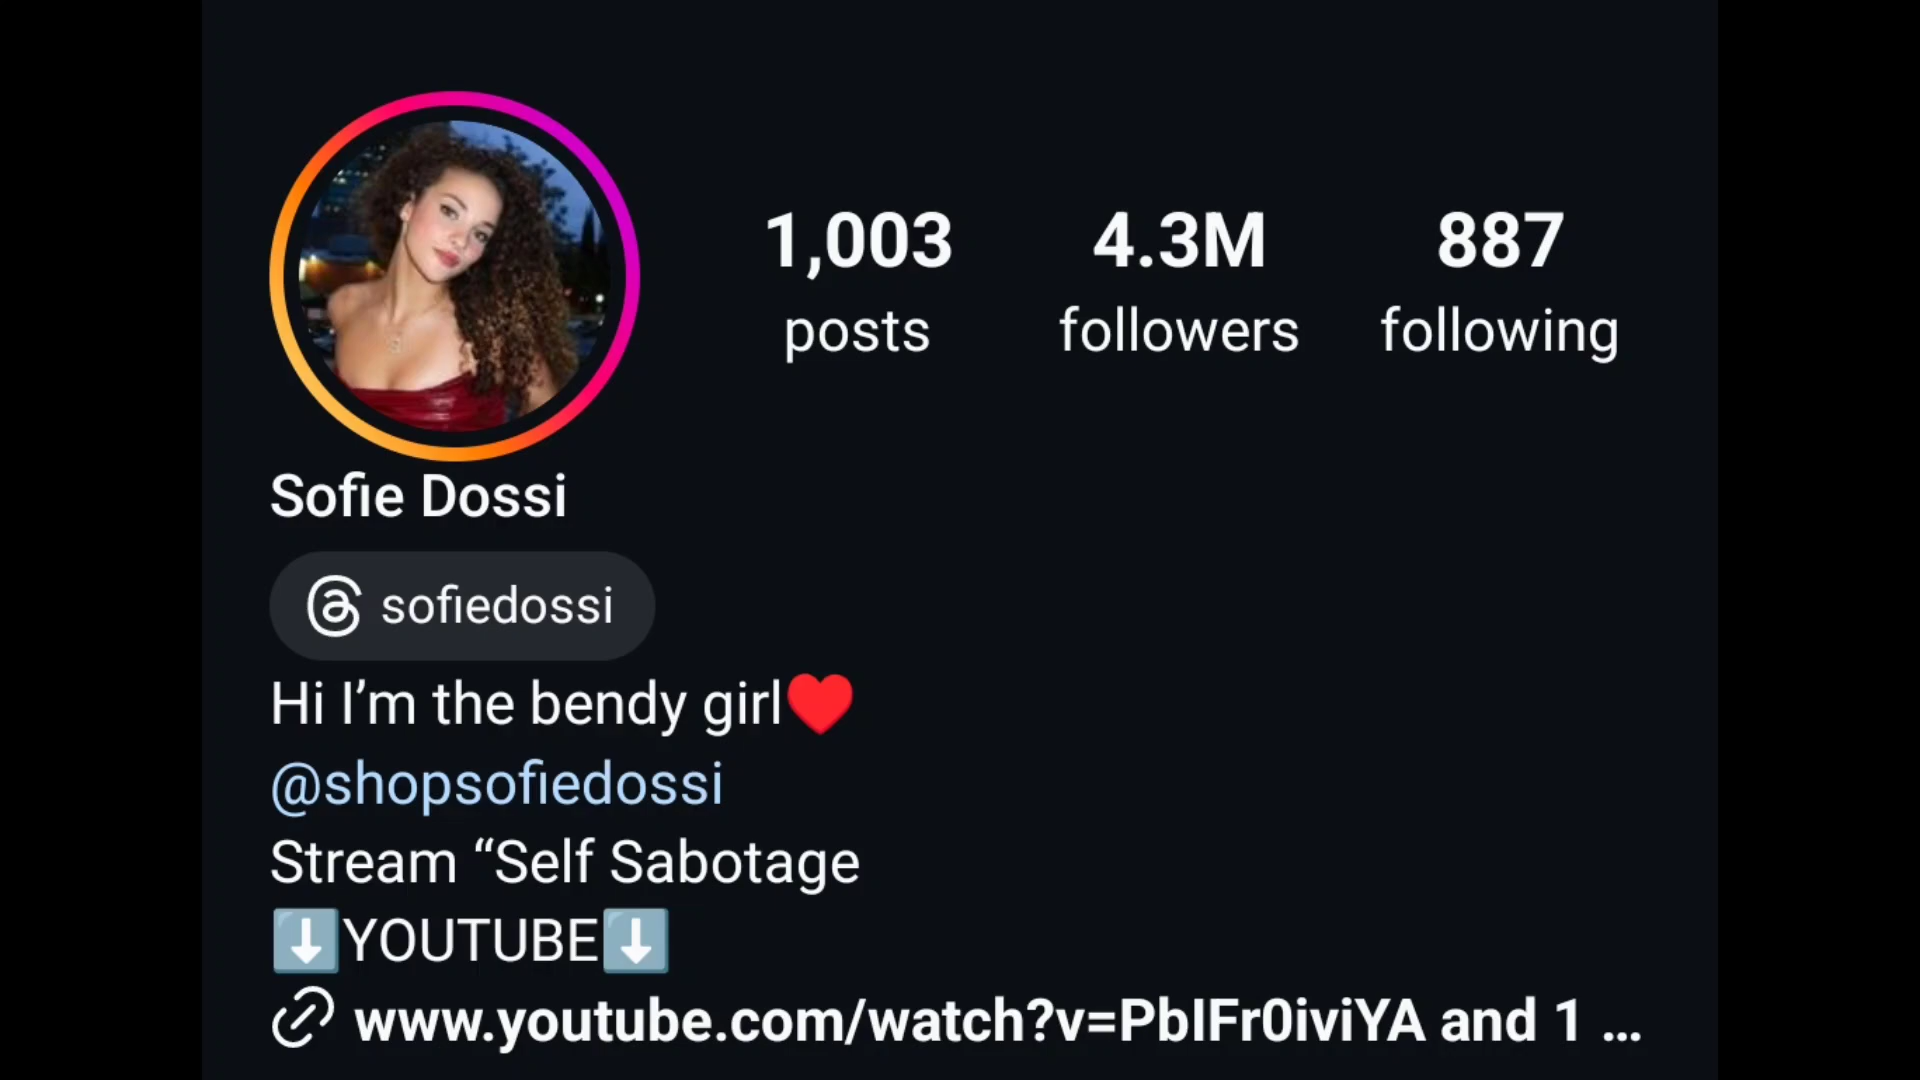 1,003 4.3M 887
posts followers following
Sofie Dossi
sofiedossi
Hi I’m the bendy girl♥️
@shopsofiedossi
Stream “Self Sabotage
⬇️YOUTUBE⬇️
www.youtube.com/watch?v=PbIFr0iviYA and 1 ...